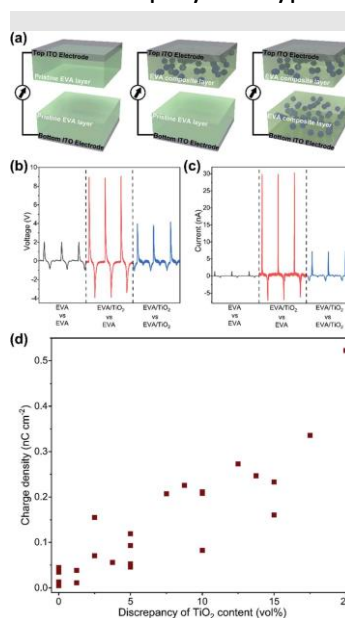 (a)
Top ITO Electrode
Top ITO Electrode
Top ITO Electrode
Pristine EVA layer
EVA composite layer
EVA composite layer
Pristine EVA layer
Pristine EVA layer
EVA composite layer
Bottom ITO Electrode
Bottom ITO Electrode
Bottom ITO Electrode
(b)
Voltage (V)
10
8
6
4
2
0
-2
-4
EVA
vs
EVA
EVA/TiO₂
vs
EVA
EVA/TiO₂
vs
EVA/TiO₂
(c)
Current (nA)
30
25
20
15
10
5
0
-5
EVA
vs
EVA
EVA/TiO₂
vs
EVA
EVA/TiO₂
vs
EVA/TiO₂
(d)
Charge density (nC cm⁻²)
0.5
0.4
0.3
0.2
0.1
0.0
0
5
10
15
20
Discrepancy of TiO₂ content (vol%)